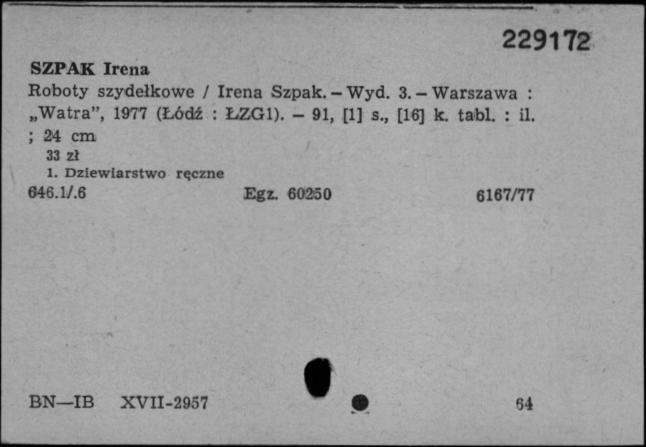 229172
SZPAK Irena
Roboty szydełkowe / Irena Szpak. – Wyd. 3. – Warszawa :
„Watra”, 1977 (Łódź : ŁZG1). – 91, [1] s., [16] k. tabl. : il.
; 24 cm
33 zł
1. Dziewiarstwo ręczne
646.1/.6 Egz. 60250 6167/77
BN—IB XVII-2957 64